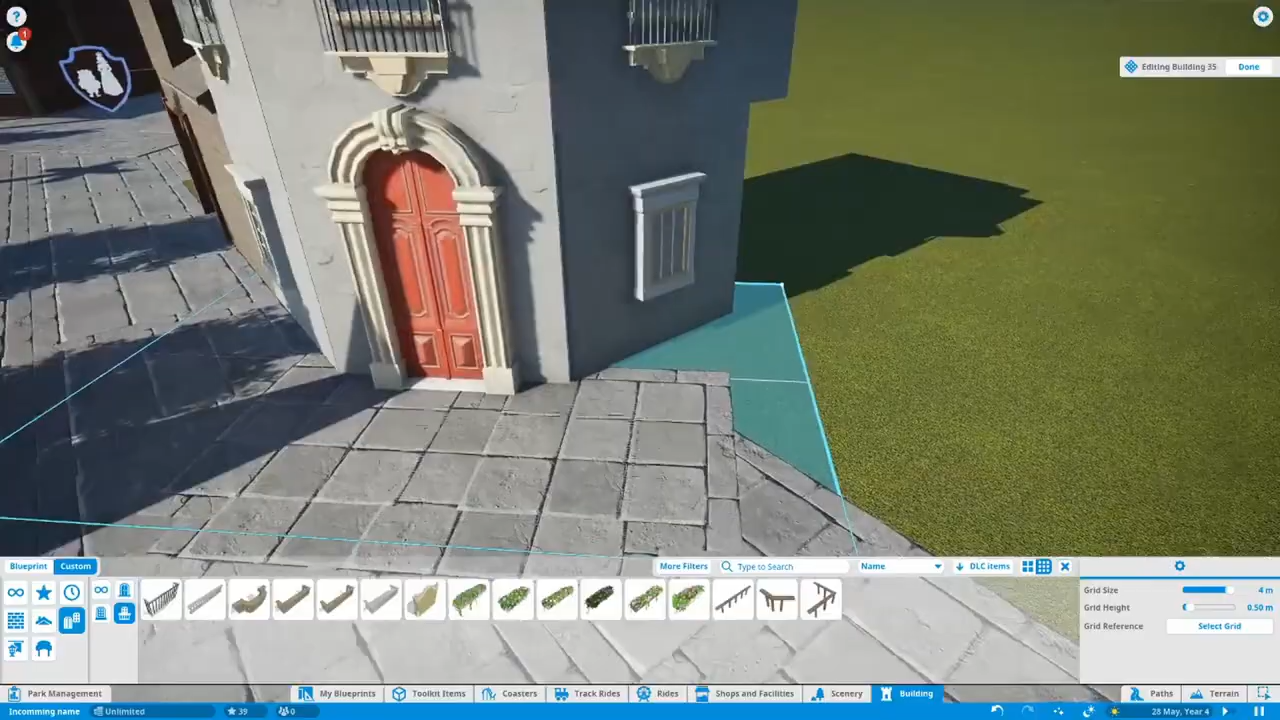 ?
1
Editing Building 35 Done
Blueprint Custom More Filters Type to Search Name DLC items
Grid Size 4 m
Grid Height 0.50 m
Grid Reference Select Grid
Park Management My Blueprints Toolkit Items Coasters Track Rides Rides Shops and Facilities Scenery Building Paths Terrain
Incoming name Unlimited 39 0 28 May, Year 4